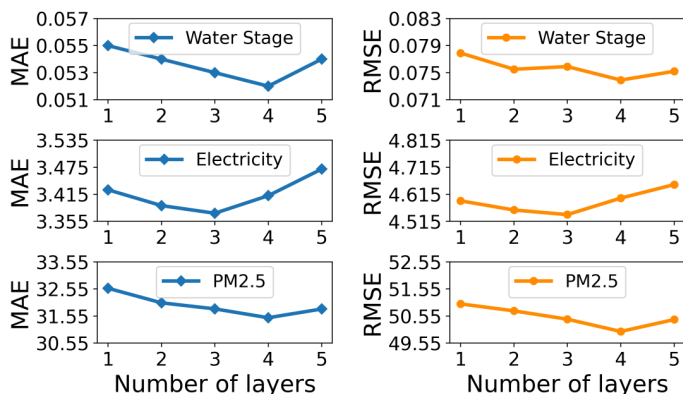 MAE
0.057
0.055
0.053
0.051
Water Stage
1 2 3 4 5
RMSE
0.083
0.079
0.075
0.071
Water Stage
1 2 3 4 5
MAE
3.535
3.475
3.415
3.355
Electricity
1 2 3 4 5
RMSE
4.815
4.715
4.615
4.515
Electricity
1 2 3 4 5
MAE
33.55
32.55
31.55
30.55
PM2.5
1 2 3 4 5
Number of layers
RMSE
52.55
51.55
50.55
49.55
PM2.5
1 2 3 4 5
Number of layers